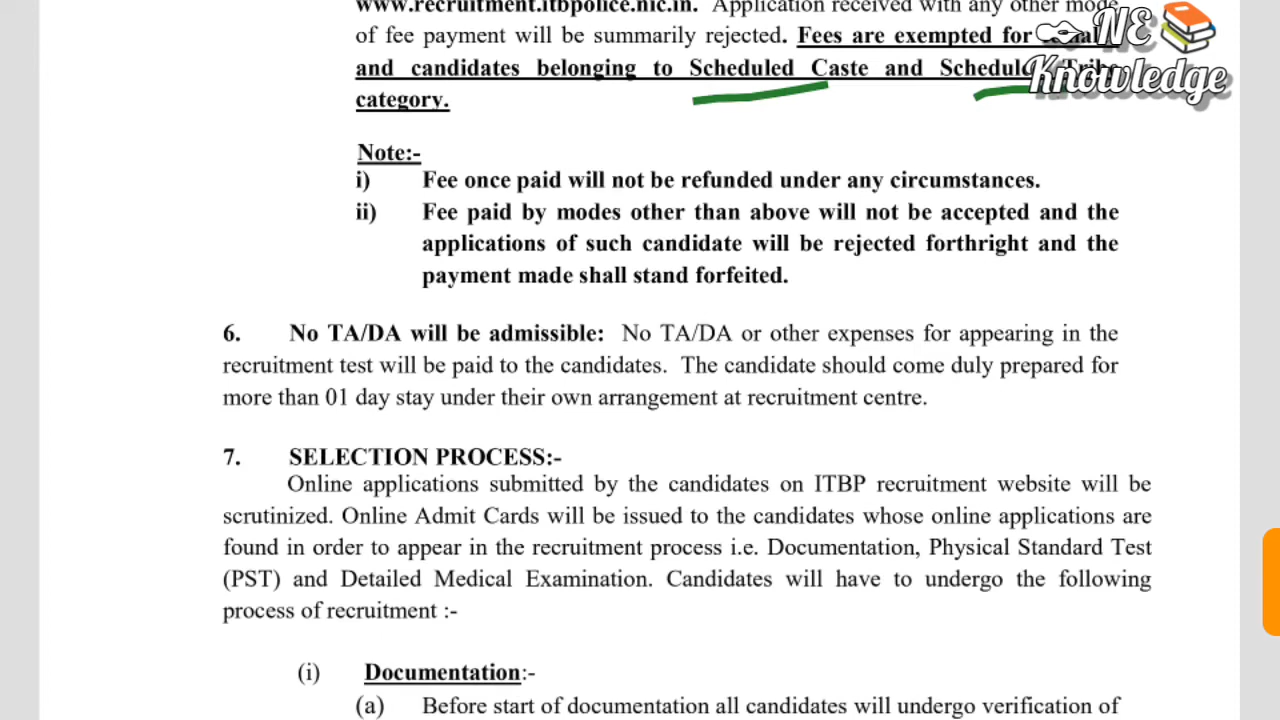 www.recruitment.itbpolice.nic.in. Application received with any other mode
of fee payment will be summarily rejected. Fees are exempted for
and candidates belonging to Scheduled Caste and
category.
NE
Knowledge
Note:-
i) Fee once paid will not be refunded under any circumstances.
ii) Fee paid by modes other than above will not be accepted and the
applications of such candidate will be rejected forthright and the
payment made shall stand forfeited.
6. No TA/DA will be admissible: No TA/DA or other expenses for appearing in the
recruitment test will be paid to the candidates. The candidate should come duly prepared for
more than 01 day stay under their own arrangement at recruitment centre.
7. SELECTION PROCESS:-
Online applications submitted by the candidates on ITBP recruitment website will be
scrutinized. Online Admit Cards will be issued to the candidates whose online applications are
found in order to appear in the recruitment process i.e. Documentation, Physical Standard Test
(PST) and Detailed Medical Examination. Candidates will have to undergo the following
process of recruitment :-
(i) Documentation:-
(a) Before start of documentation all candidates will undergo verification of